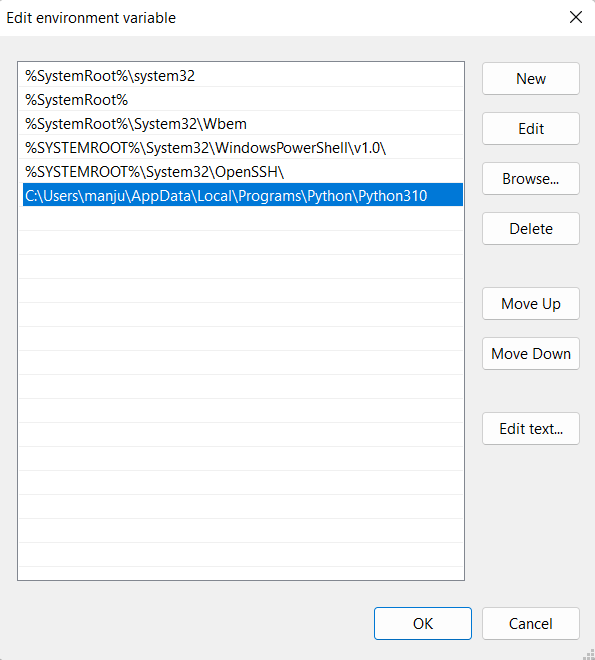 Edit environment variable
%SystemRoot%\system32
%SystemRoot%
%SystemRoot%\System32\Wbem
%SYSTEMROOT%\System32\WindowsPowerShell\v1.0\
%SYSTEMROOT%\System32\OpenSSH\
C:\Users\manju\AppData\Local\Programs\Python\Python310
New
Edit
Browse...
Delete
Move Up
Move Down
Edit text...
OK
Cancel